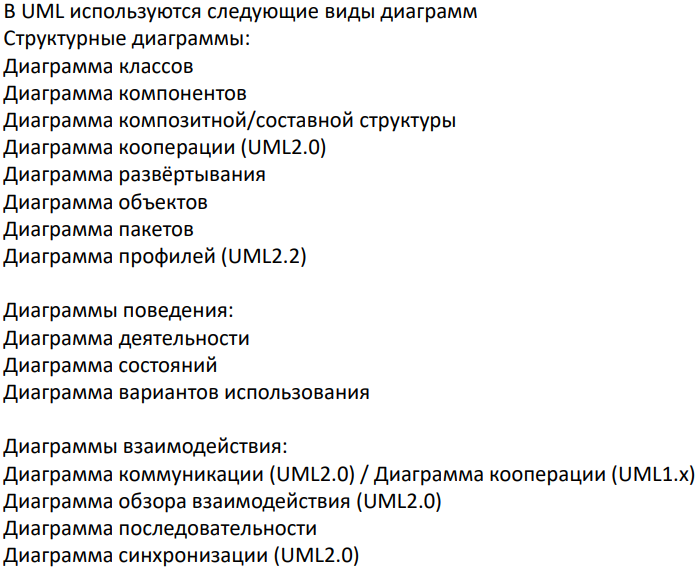 В UML используются следующие виды диаграмм
Структурные диаграммы:
Диаграмма классов
Диаграмма компонентов
Диаграмма композитной/составной структуры
Диаграмма кооперации (UML2.0)
Диаграмма развёртывания
Диаграмма объектов
Диаграмма пакетов
Диаграмма профилей (UML2.2)
Диаграммы поведения:
Диаграмма деятельности
Диаграмма состояний
Диаграмма вариантов использования
Диаграммы взаимодействия:
Диаграмма коммуникации (UML2.0) / Диаграмма кооперации (UML1.x)
Диаграмма обзора взаимодействия (UML2.0)
Диаграмма последовательности
Диаграмма синхронизации (UML2.0)